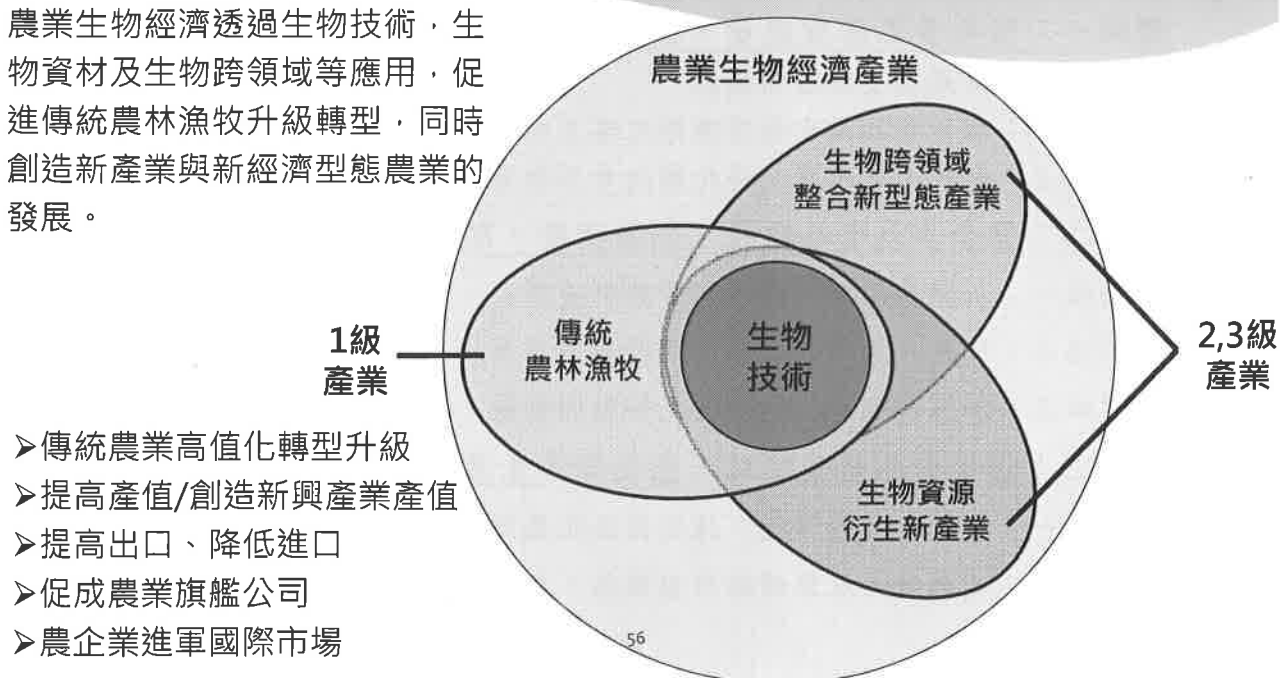 農業生物經濟透過生物技術，生
物資材及生物跨領域等應用，促
進傳統農林漁牧升級轉型，同時
創造新產業與新經濟型態農業的
發展。
農業生物經濟產業
生物跨領域
整合新型態產業
傳統
農林漁牧
生物
技術
生物資源
衍生新產業
1級
產業
2,3級
產業
➢傳統農業高值化轉型升級
➢提高產值/創造新興產業產值
➢提高出口、降低進口
➢促成農業旗艦公司
➢農企業進軍國際市場
56